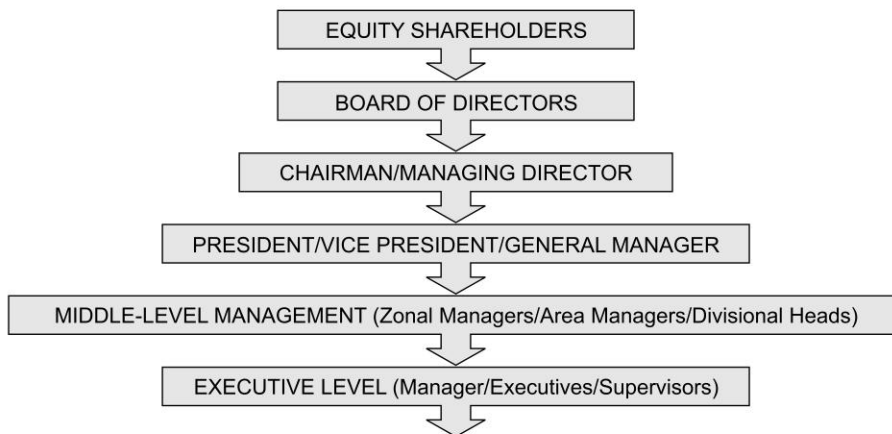 EQUITY SHAREHOLDERS
BOARD OF DIRECTORS
CHAIRMAN/MANAGING DIRECTOR
PRESIDENT/VICE PRESIDENT/GENERAL MANAGER
MIDDLE-LEVEL MANAGEMENT (Zonal Managers/Area Managers/Divisional Heads)
EXECUTIVE LEVEL (Manager/Executives/Supervisors)